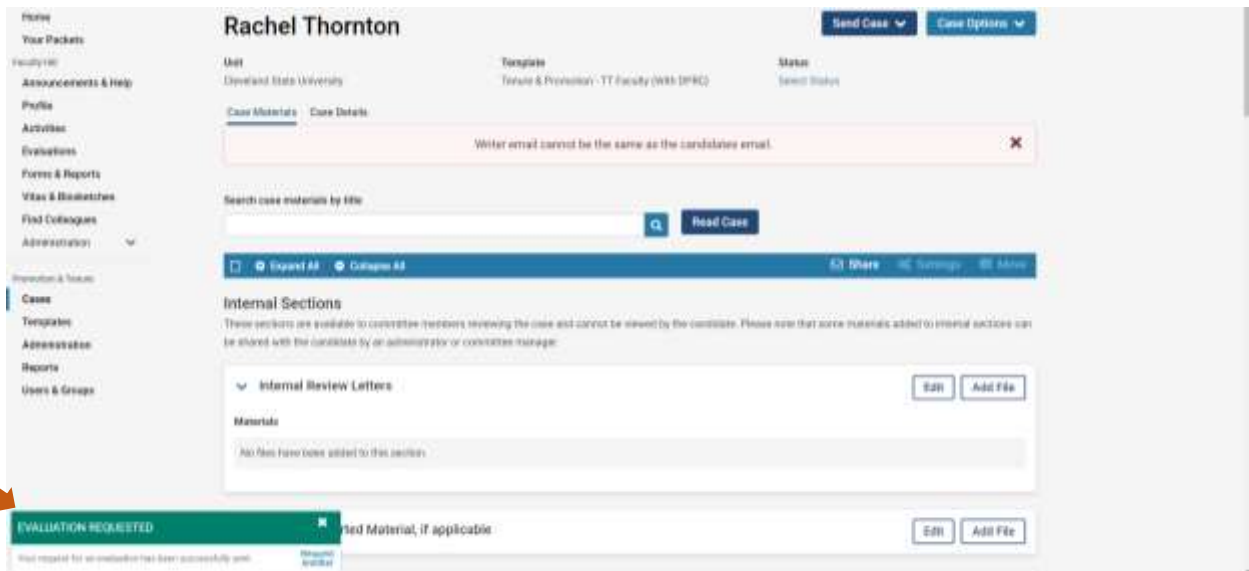 Home
Your Packets
Faculty180
Announcements & Help
Profile
Activities
Evaluations
Forms & Reports
Vitas & Biosketches
Find Colleagues
Administration
Promotion & Tenure
Cases
Templates
Administration
Reports
Users & Groups
Rachel Thornton
Send Case
Case Options
Unit
Template
Status
Cleveland State University
Tenure & Promotion - TT Faculty (With DPRC)
Select Status
Case Materials
Case Details
Writer email cannot be the same as the candidates email.
Search case materials by title
Read Case
Expand All
Collapse All
Share
Settings
Move
Internal Sections
These sections are available to committee members reviewing the case and cannot be viewed by the candidate. Please note that some materials added to internal sections can
be shared with the candidate by an administrator or committee manager.
Internal Review Letters
Edit
Add File
Materials
No files have been added to this section.
Material, if applicable
Edit
Add File
EVALUATION REQUESTED
Your request for an evaluation has been successfully sent.
Request
Another